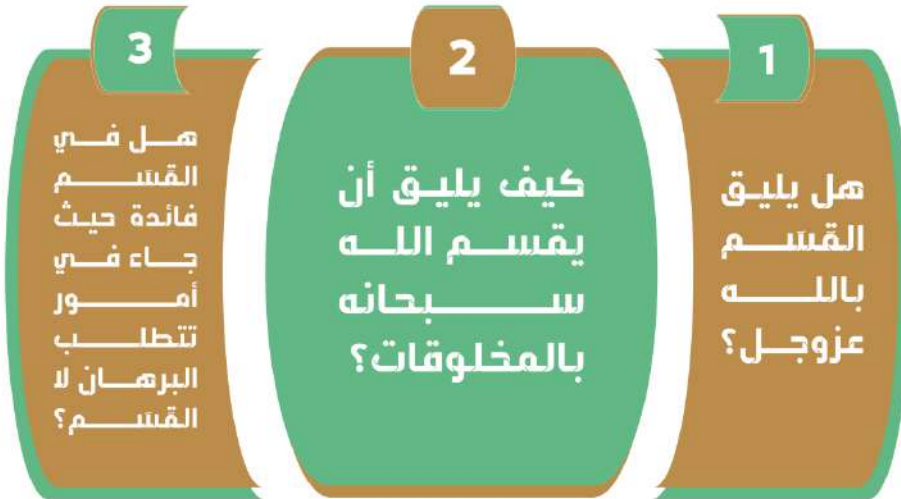 1
هل يليق
القسم
بالله
عزوجل؟
2
كيف يليق أن
يقسم الله
سبحانه
بالمخلوقات؟
3
هل في
القسم
فائدة حيث
جاء في
أمور
تتطلب
البرهان لا
القسم؟